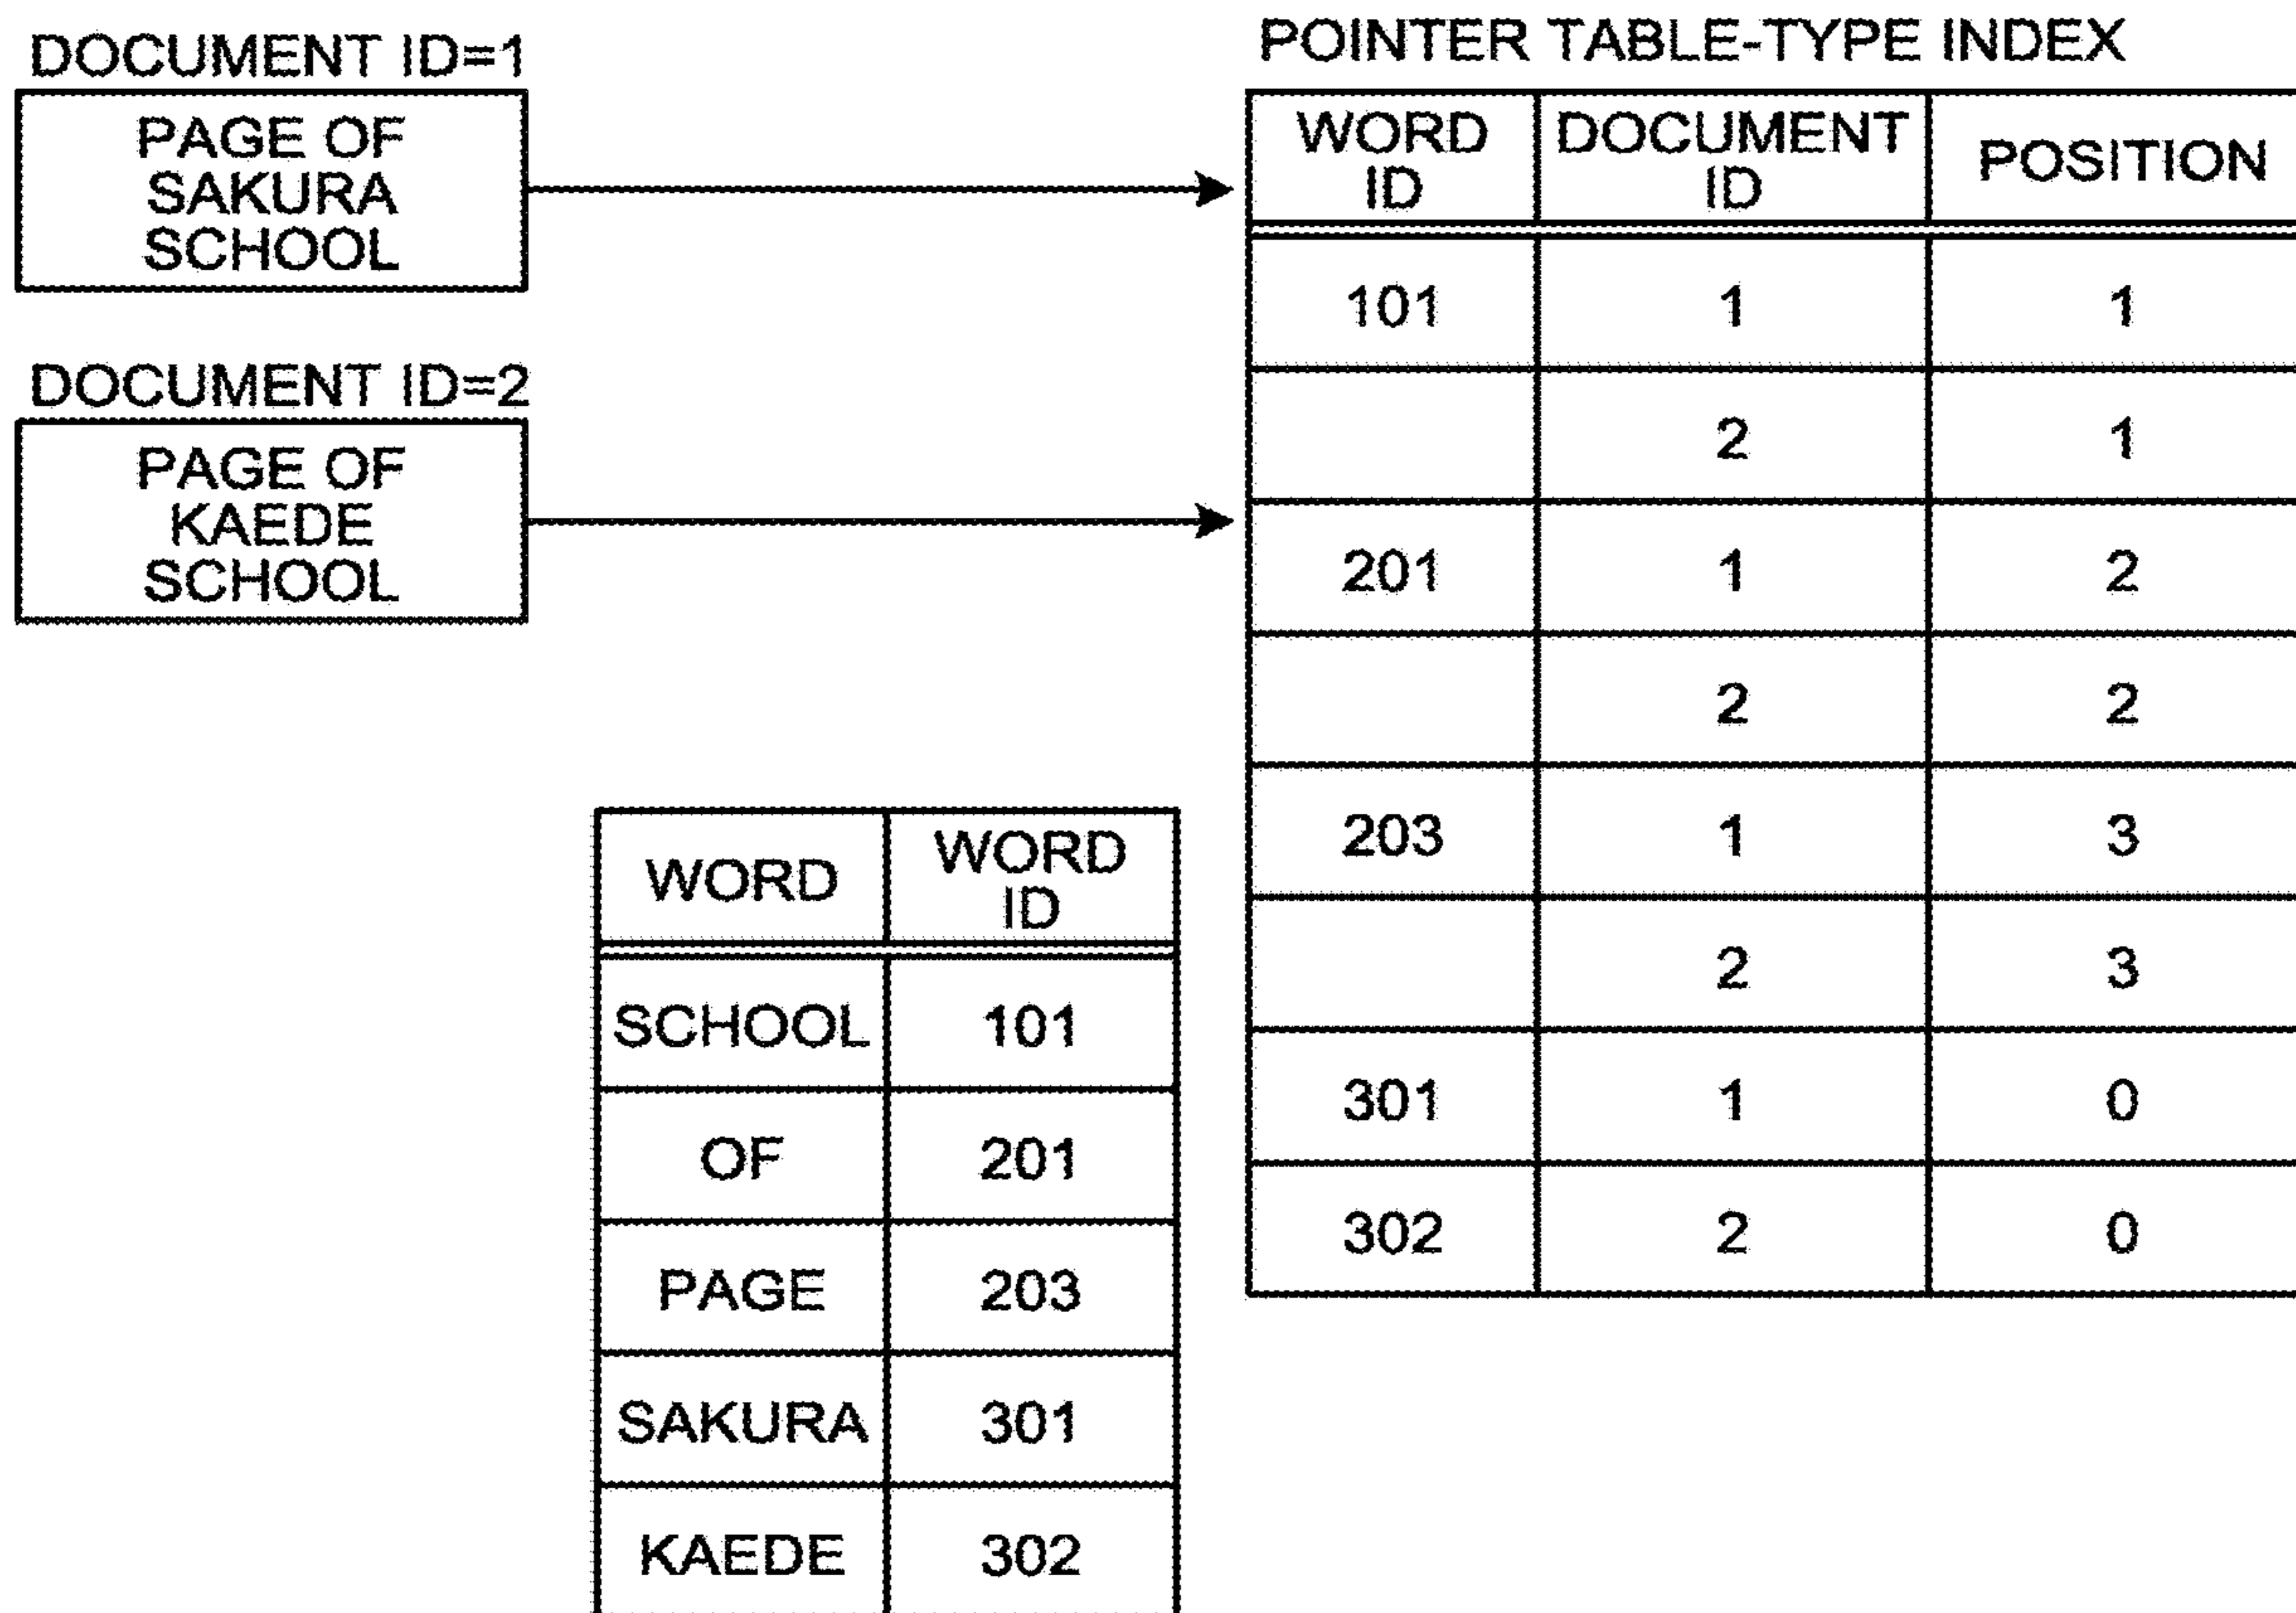 DOCUMENT ID=1
PAGE OF
SAKURA
SCHOOL
DOCUMENT ID=2
PAGE OF
KAEDE
SCHOOL
POINTER TABLE-TYPE INDEX
WORD ID DOCUMENT ID POSITION
101 1 1
2 1
201 1 2
2 2
203 1 3
2 3
301 1 0
302 2 0
WORD WORD ID
SCHOOL 101
OF 201
PAGE 203
SAKURA 301
KAEDE 302